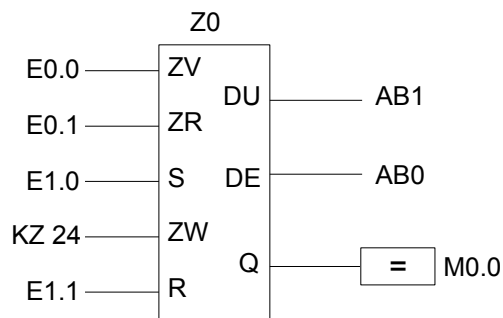 Z0
E0.0 ZV
DU AB1
E0.1 ZR
E1.0 S
DE AB0
KZ 24 ZW
Q = M0.0
E1.1 R